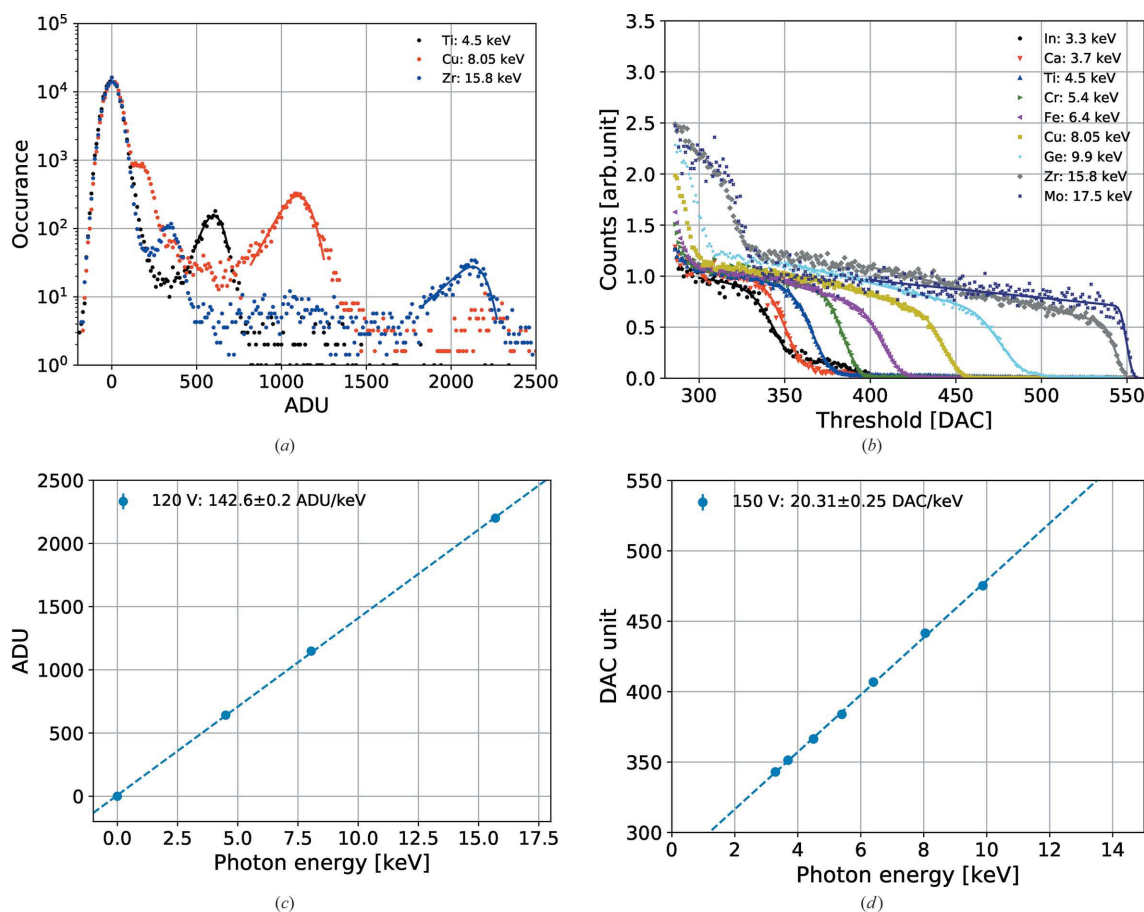 10^5
10^4
10^3
10^2
10^1
10^0
Occurance
Ti: 4.5 keV
Cu: 8.05 keV
Zr: 15.8 keV
0 500 1000 1500 2000 2500
ADU
(a)
3.5
3.0
2.5
2.0
1.5
1.0
0.5
0.0
Counts [arb.unit]
In: 3.3 keV
Ca: 3.7 keV
Ti: 4.5 keV
Cr: 5.4 keV
Fe: 6.4 keV
Cu: 8.05 keV
Ge: 9.9 keV
Zr: 15.8 keV
Mo: 17.5 keV
300 350 400 450 500 550
Threshold [DAC]
(b)
2500
2000
1500
1000
500
0
ADU
120 V: 142.6±0.2 ADU/keV
0.0 2.5 5.0 7.5 10.0 12.5 15.0 17.5
Photon energy [keV]
(c)
550
500
450
400
350
300
DAC unit
150 V: 20.31±0.25 DAC/keV
0 2 4 6 8 10 12 14
Photon energy [keV]
(d)